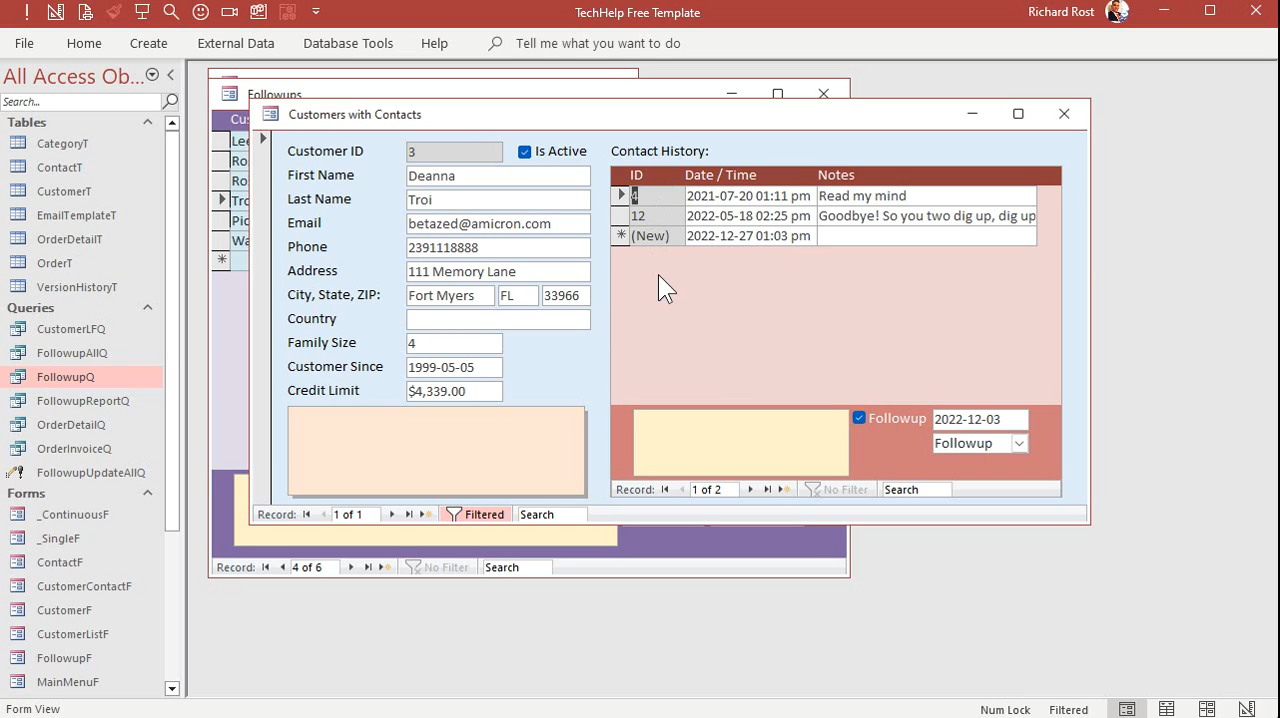 TechHelp Free Template
Richard Rost
File Home Create External Data Database Tools Help Tell me what you want to do
All Access Ob...
Search...
Tables
CategoryT
ContactT
CustomerT
EmailTemplateT
OrderDetailT
OrderT
VersionHistoryT
Queries
CustomerLFQ
FollowupAllQ
FollowupQ
FollowupReportQ
OrderDetailQ
OrderInvoiceQ
FollowupUpdateAllQ
Forms
_ContinuousF
_SingleF
ContactF
CustomerContactF
CustomerF
CustomerListF
FollowupF
MainMenuF
Followups
Cu
Lee
Ro
Ros
Tro
Pic
Wa
Record: 4 of 6 No Filter Search
Customers with Contacts
Customer ID 3 Is Active
First Name Deanna
Last Name Troi
Email betazed@amicron.com
Phone 2391118888
Address 111 Memory Lane
City, State, ZIP: Fort Myers FL 33966
Country
Family Size 4
Customer Since 1999-05-05
Credit Limit $4,339.00
Contact History:
ID Date / Time Notes
4 2021-07-20 01:11 pm Read my mind
12 2022-05-18 02:25 pm Goodbye! So you two dig up, dig up
(New) 2022-12-27 01:03 pm
Followup 2022-12-03
Followup
Record: 1 of 2 No Filter Search
Record: 1 of 1 Filtered Search
Form View
Num Lock Filtered